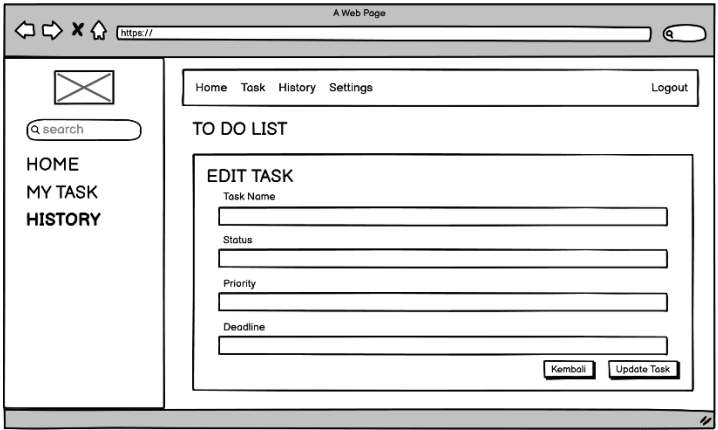 A Web Page
https://
search
HOME
MY TASK
HISTORY
Home Task History Settings Logout
TO DO LIST
EDIT TASK
Task Name
Status
Priority
Deadline
Kembali Update Task